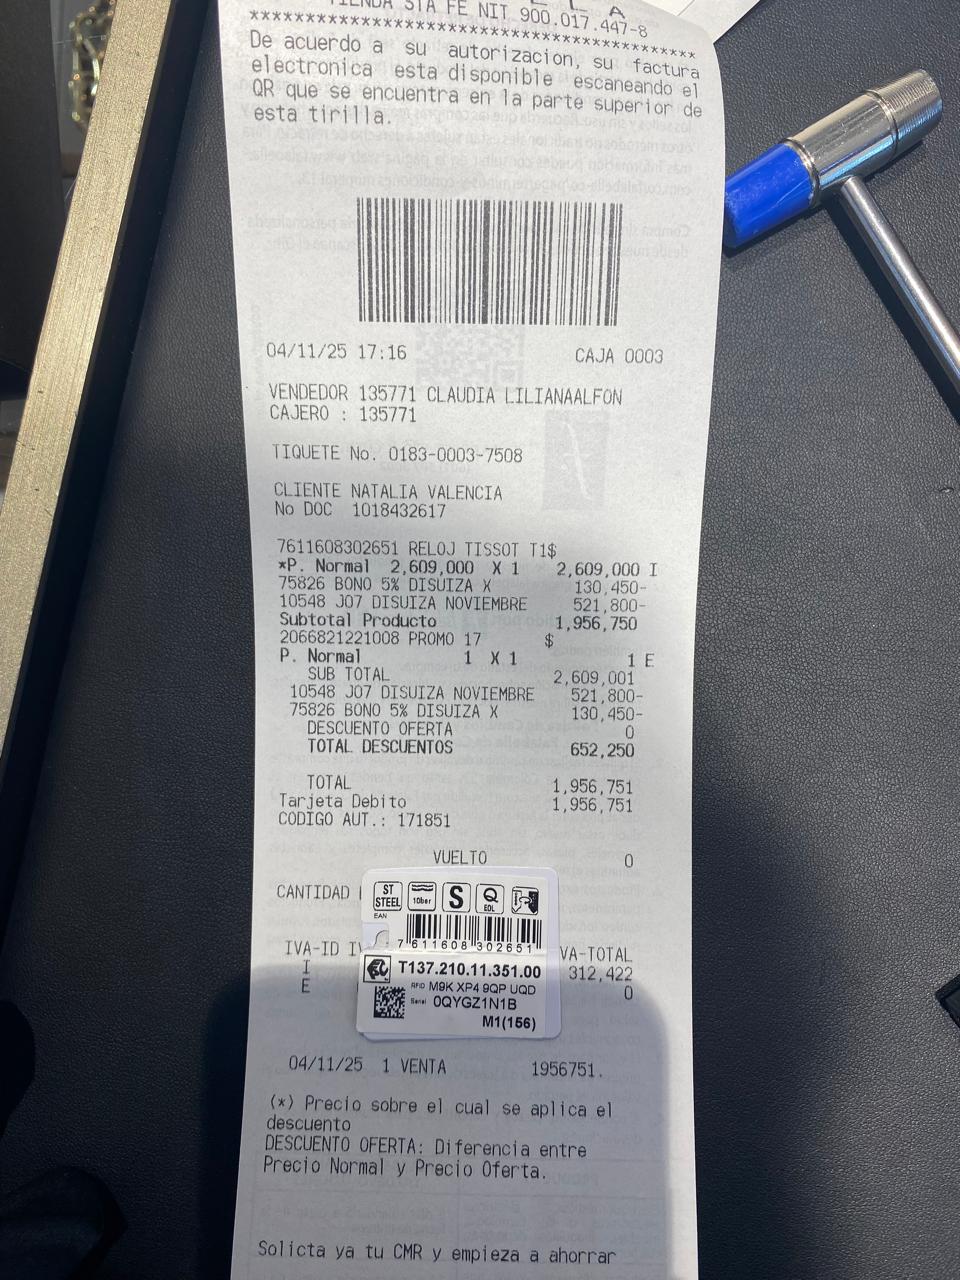 TIENDA STA FE NIT 900.017.447-8
******************************************
De acuerdo a su autorizacion, su factura
electronica esta disponible escaneando el
QR que se encuentra en la parte superior de
esta tirilla.
04/11/25 17:16 CAJA 0003
VENDEDOR 135771 CLAUDIA LILIANAALFON
CAJERO : 135771
TIQUETE No. 0183-0003-7508
CLIENTE NATALIA VALENCIA
No DOC 1018432617
7611608302651 RELOJ TISSOT T1$
*P. Normal 2,609,000 X 1 2,609,000 I
75826 BONO 5% DISUIZA X 130,450-
10548 J07 DISUIZA NOVIEMBRE 521,800-
Subtotal Producto 1,956,750
2066821221008 PROMO 17 $
P. Normal 1 X 1 1 E
SUB TOTAL 2,609,001
10548 J07 DISUIZA NOVIEMBRE 521,800-
75826 BONO 5% DISUIZA X 130,450-
DESCUENTO OFERTA 0
TOTAL DESCUENTOS 652,250
TOTAL 1,956,751
Tarjeta Debito 1,956,751
CODIGO AUT.: 171851
VUELTO 0
CANTIDAD
ST STEEL 10ber S Q EOL
EAN
7 611608 302651
IVA-ID VA-TOTAL
T137.210.11.351.00
I 312,422
RFID M9K XP4 9QP UQD
E 0
Serial 0QYGZ1N1B
M1(156)
04/11/25 1 VENTA 1956751.
(*) Precio sobre el cual se aplica el
descuento
DESCUENTO OFERTA: Diferencia entre
Precio Normal y Precio Oferta.
Solicta ya tu CMR y empieza a ahorrar